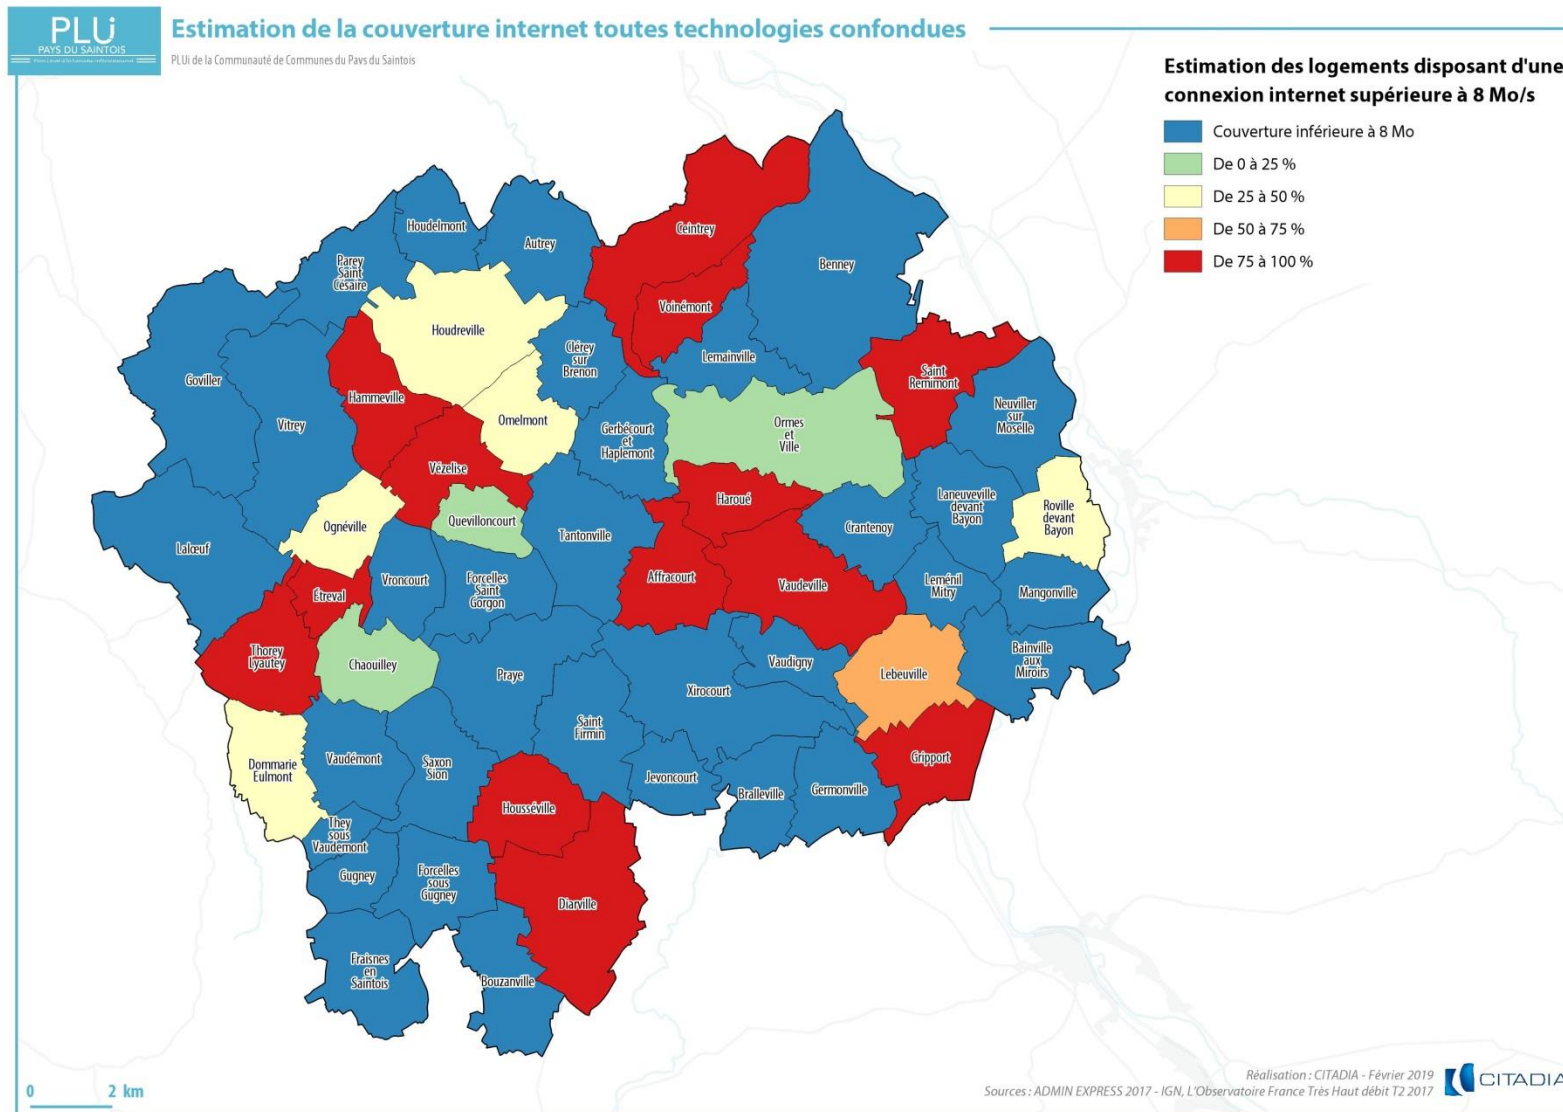 PLUi
PAYS DU SAINTOIS
Estimation de la couverture internet toutes technologies confondues
PLUi de la Communauté de Communes du Pays du Saintois
Estimation des logements disposant d'une
connexion internet supérieure à 8 Mo/s
Couverture inférieure à 8 Mo
De 0 à 25 %
De 25 à 50 %
De 50 à 75 %
De 75 à 100 %
Houdelmont
Autrey
Ceintrey
Benney
Parey
Saint
Césaire
Voinémont
Houdreville
Clérey
sur
Brenon
Lemainville
Goviller
Hammeville
Saint
Remimont
Vitrey
Omelmont
Gerbécourt
et
Haplemont
Ormes
et
Ville
Neuviller
sur
Moselle
Vézelise
Haroué
Laneuveville
devant
Bayon
Roville
devant
Bayon
Ognéville
Quevilloncourt
Tantonville
Crantenoy
Lalœuf
Étreval
Vroncourt
Forcelles
Saint
Gorgon
Affracourt
Vaudeville
Leménil
Mitry
Mangonville
Thorey
Lyautey
Chaouilley
Praye
Xirocourt
Vaudigny
Lebeuville
Bainville
aux
Miroirs
Dommarie
Eulmont
Vaudémont
Saxon
Sion
Saint
Firmin
Jevoncourt
Bralleville
Germonville
Gripport
Housséville
They
sous
Vaudemont
Gugney
Forcelles
sous
Gugney
Diarville
Fraisnes
en
Saintois
Bouzanville
0 2 km
Réalisation : CITADIA - Février 2019
Sources : ADMIN EXPRESS 2017 - IGN, L'Observatoire France Très Haut débit T2 2017
CITADIA